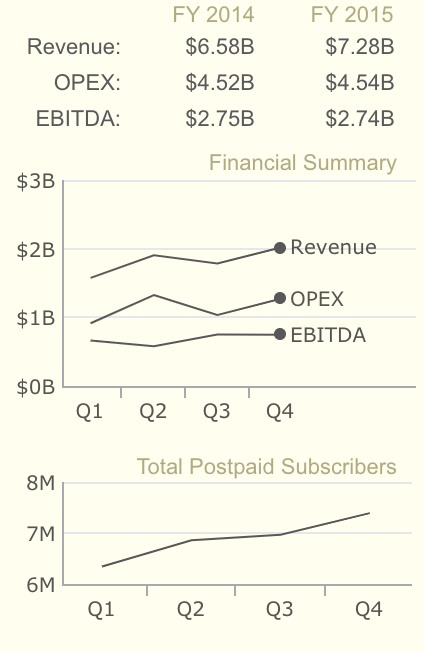 FY 2014 FY 2015
Revenue: $6.58B $7.28B
OPEX: $4.52B $4.54B
EBITDA: $2.75B $2.74B
Financial Summary
$3B
$2B
Revenue
OPEX
$1B
EBITDA
$0B
Q1 Q2 Q3 Q4
Total Postpaid Subscribers
8M
7M
6M
Q1 Q2 Q3 Q4